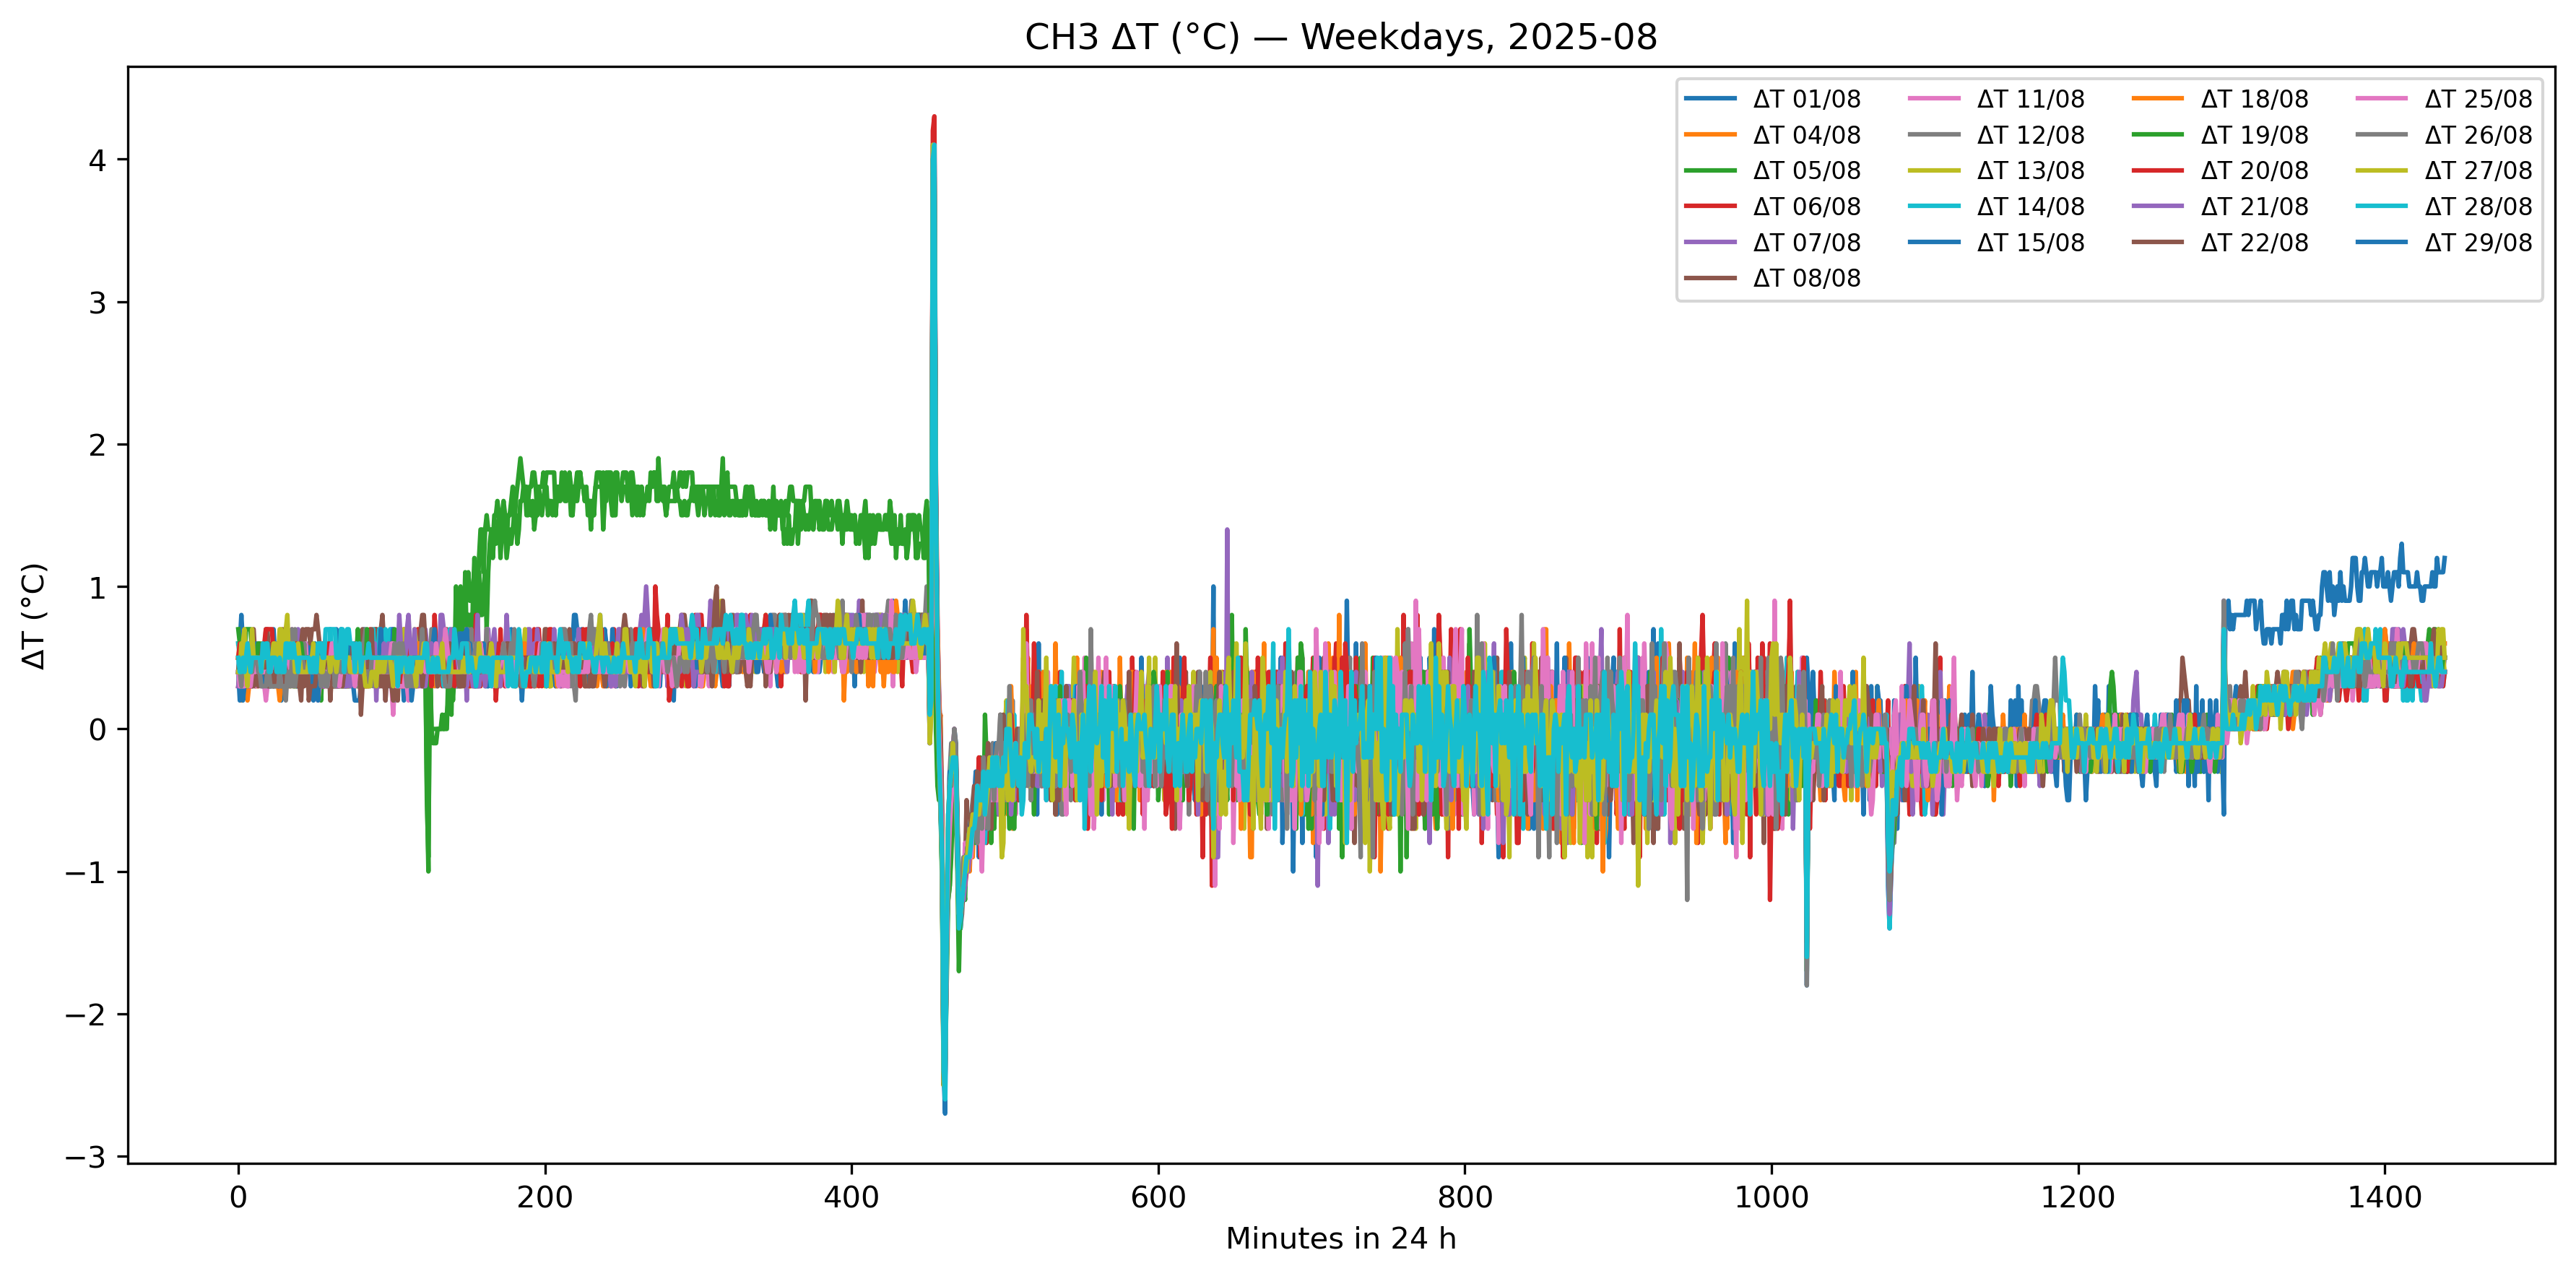 CH3 ΔT (°C) — Weekdays, 2025-08
ΔT 01/08
ΔT 04/08
ΔT 05/08
ΔT 06/08
ΔT 07/08
ΔT 08/08
ΔT 11/08
ΔT 12/08
ΔT 13/08
ΔT 14/08
ΔT 15/08
ΔT 18/08
ΔT 19/08
ΔT 20/08
ΔT 21/08
ΔT 22/08
ΔT 25/08
ΔT 26/08
ΔT 27/08
ΔT 28/08
ΔT 29/08
ΔT (°C)
4
3
2
1
0
−1
−2
−3
0 200 400 600 800 1000 1200 1400
Minutes in 24 h